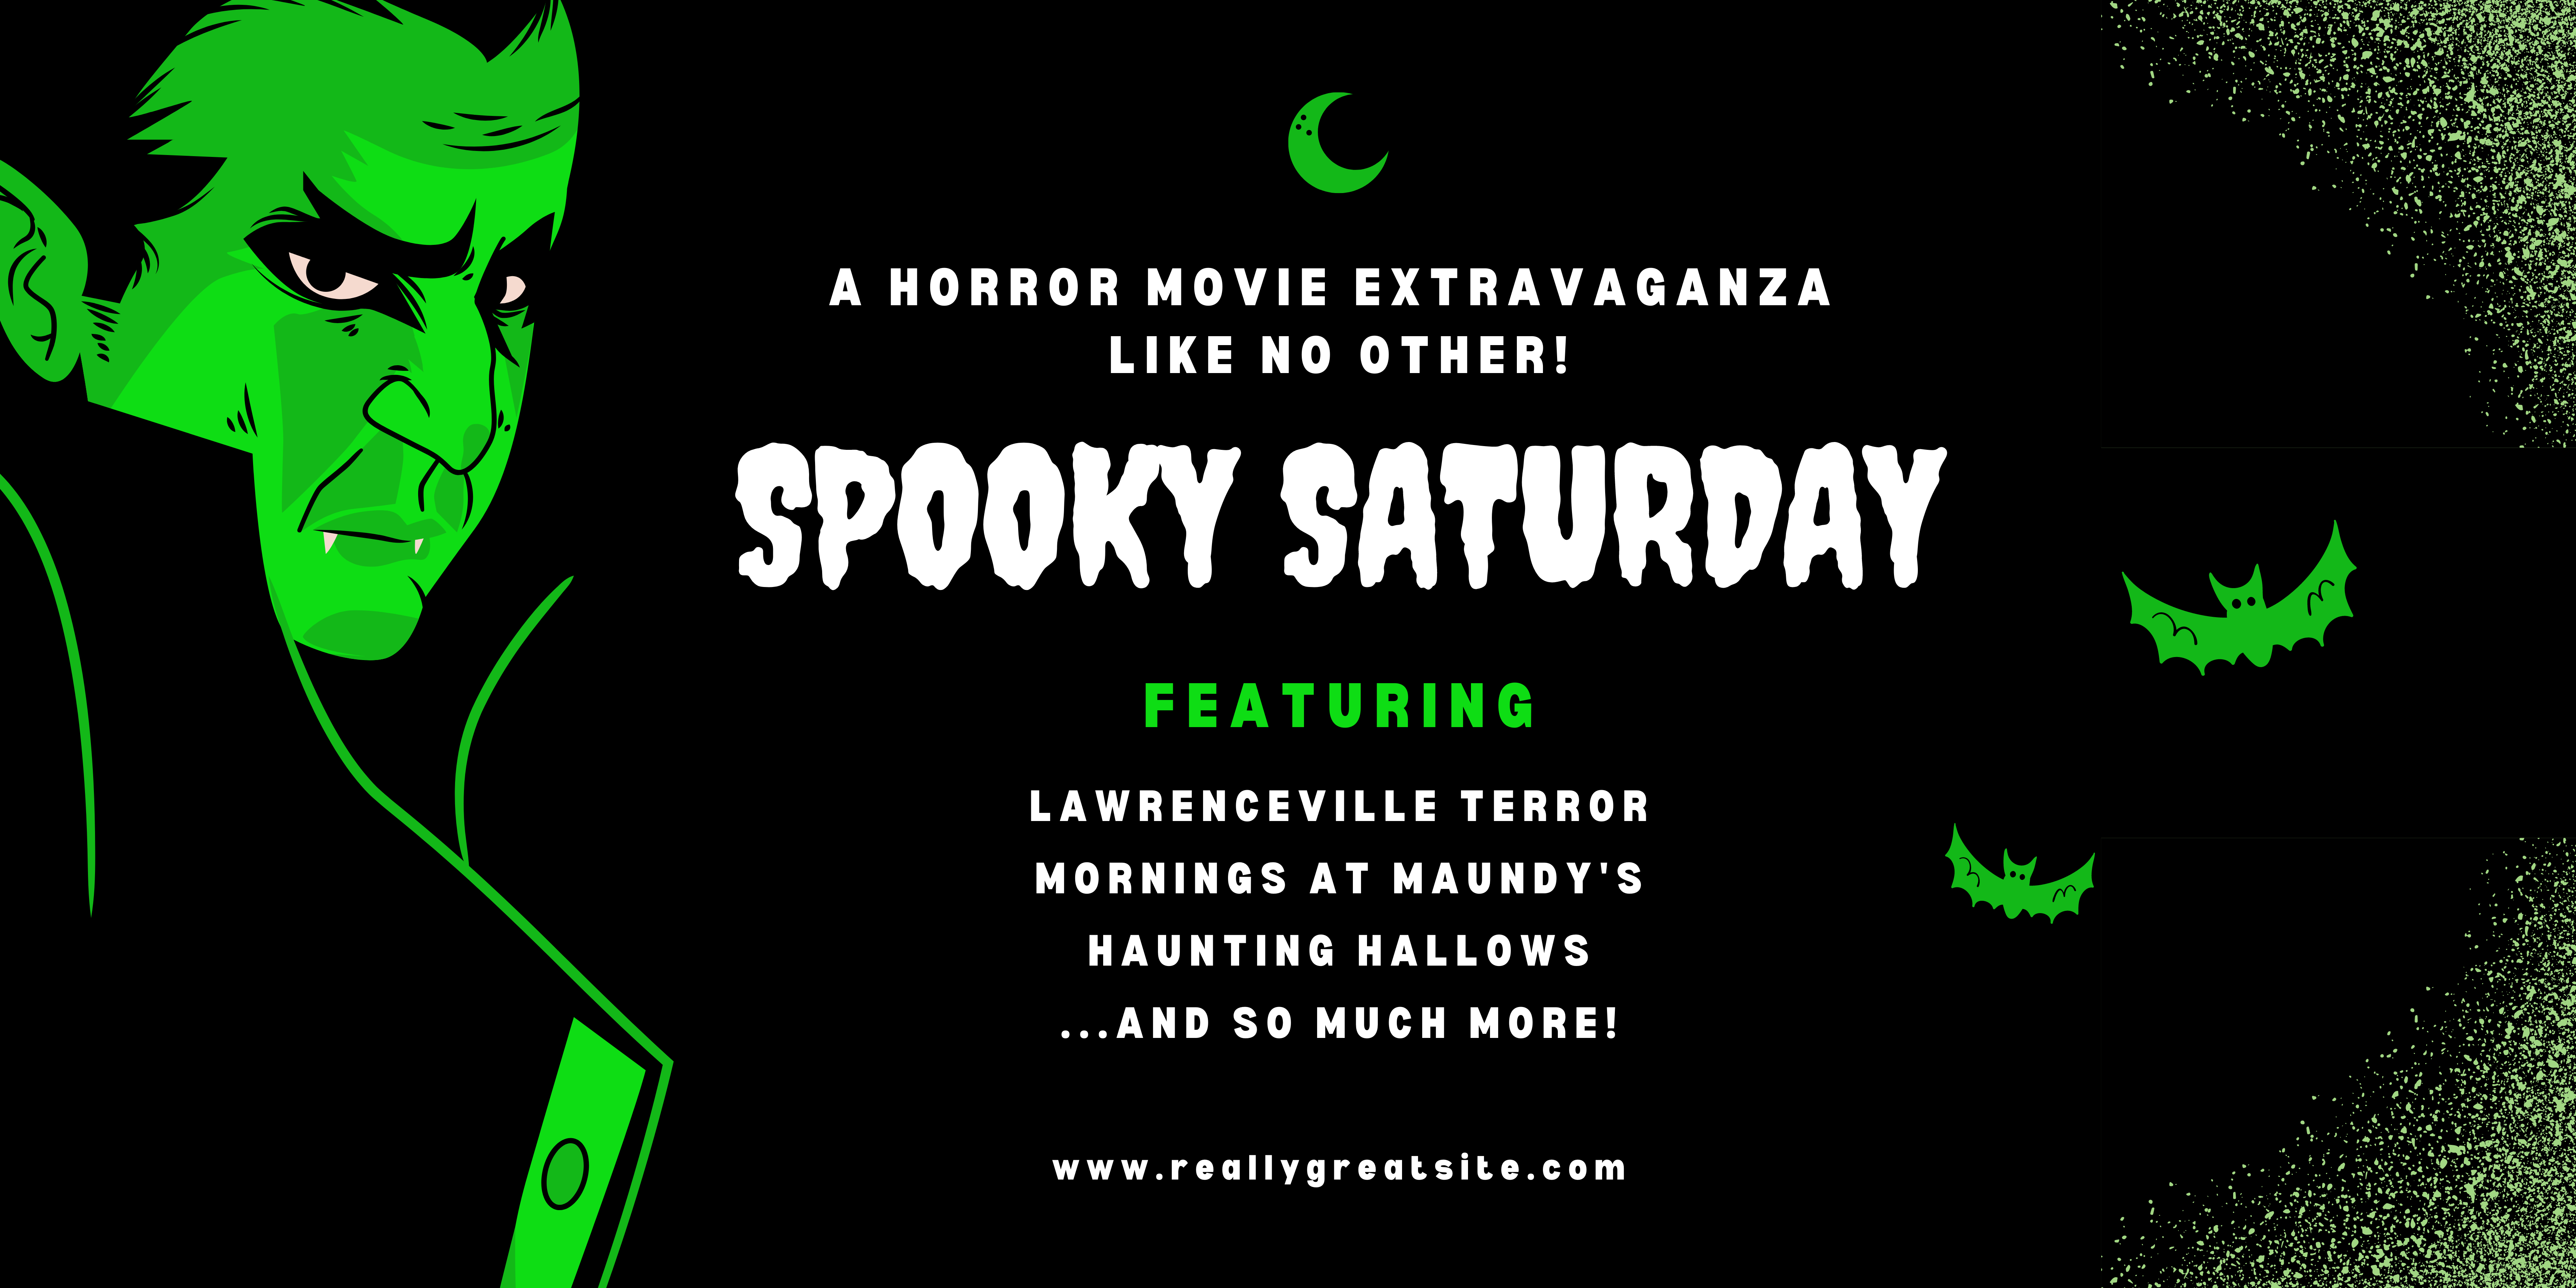 A HORROR MOVIE EXTRAVAGANZA
LIKE NO OTHER!
SPOOKY SATURDAY
FEATURING
LAWRENCEVILLE TERROR
MORNINGS AT MAUNDY'S
HAUNTING HALLOWS
...AND SO MUCH MORE!
www.reallygreatsite.com